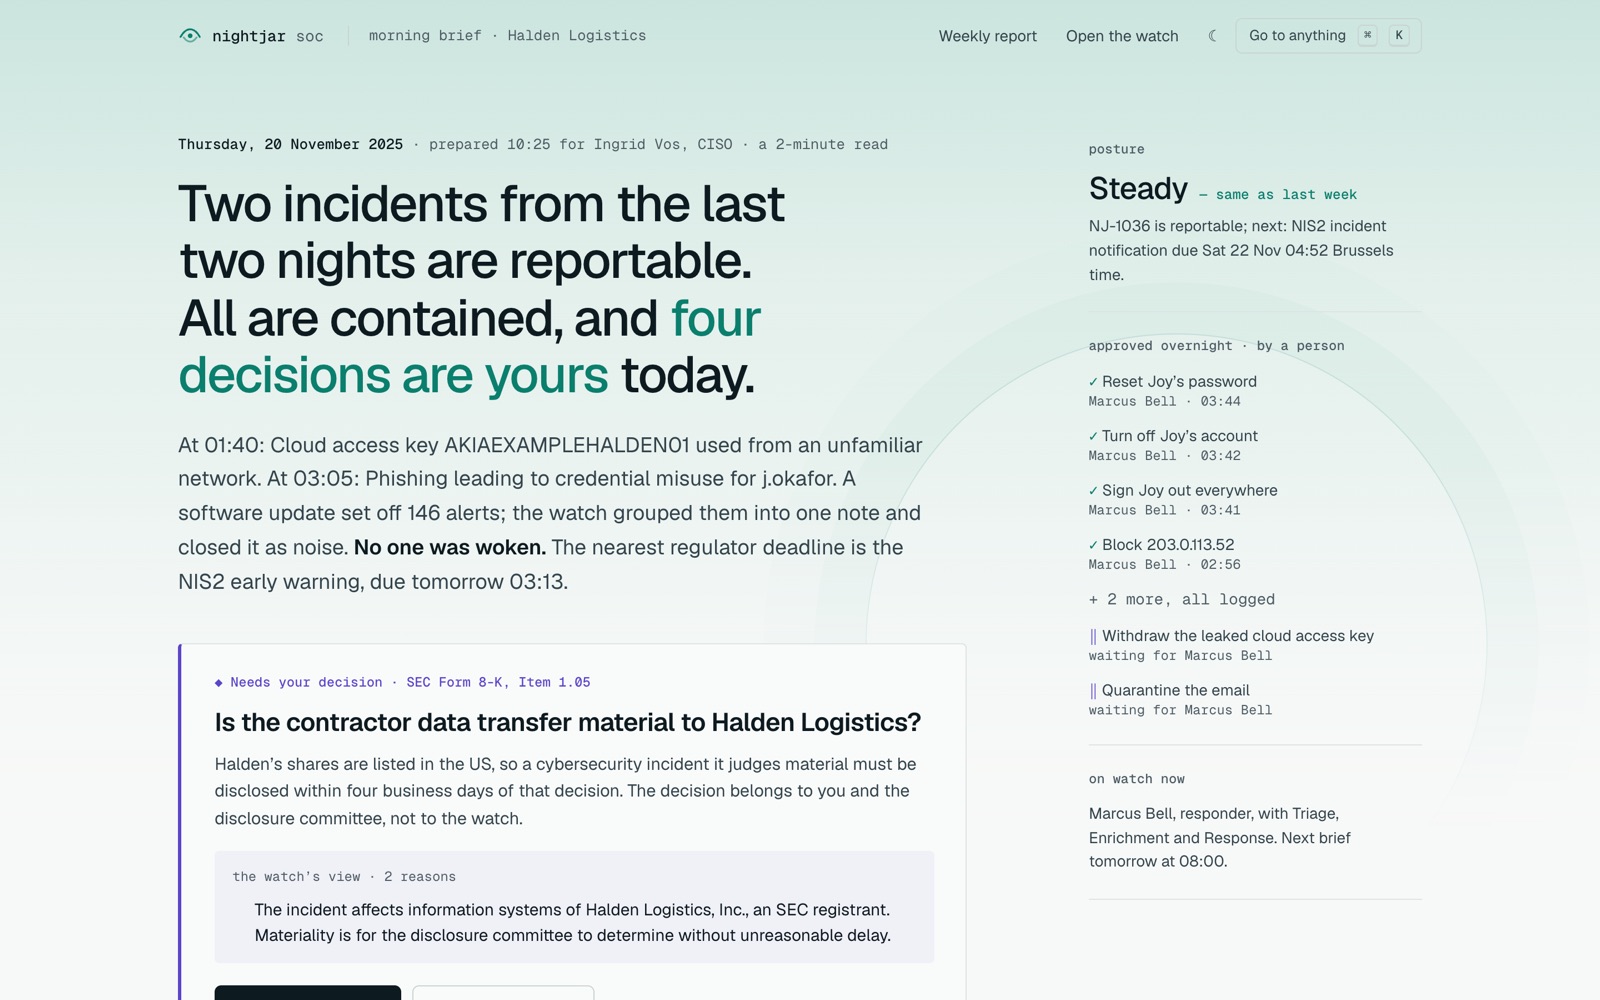 nightjar soc
morning brief · Halden Logistics
Weekly report
Open the watch
Go to anything ⌘ K
Thursday, 20 November 2025 · prepared 10:25 for Ingrid Vos, CISO · a 2-minute read
Two incidents from the last
two nights are reportable.
All are contained, and four
decisions are yours today.
At 01:40: Cloud access key AKIAEXAMPLEHALDEN01 used from an unfamiliar
network. At 03:05: Phishing leading to credential misuse for j.okafor. A
software update set off 146 alerts; the watch grouped them into one note and
closed it as noise. No one was woken. The nearest regulator deadline is the
NIS2 early warning, due tomorrow 03:13.
◆ Needs your decision · SEC Form 8-K, Item 1.05
Is the contractor data transfer material to Halden Logistics?
Halden’s shares are listed in the US, so a cybersecurity incident it judges material must be
disclosed within four business days of that decision. The decision belongs to you and the
disclosure committee, not to the watch.
the watch’s view · 2 reasons
The incident affects information systems of Halden Logistics, Inc., an SEC registrant.
Materiality is for the disclosure committee to determine without unreasonable delay.
posture
Steady — same as last week
NJ-1036 is reportable; next: NIS2 incident
notification due Sat 22 Nov 04:52 Brussels
time.
approved overnight · by a person
✓ Reset Joy’s password
Marcus Bell · 03:44
✓ Turn off Joy’s account
Marcus Bell · 03:42
✓ Sign Joy out everywhere
Marcus Bell · 03:41
✓ Block 203.0.113.52
Marcus Bell · 02:56
+ 2 more, all logged
‖ Withdraw the leaked cloud access key
waiting for Marcus Bell
‖ Quarantine the email
waiting for Marcus Bell
on watch now
Marcus Bell, responder, with Triage,
Enrichment and Response. Next brief
tomorrow at 08:00.